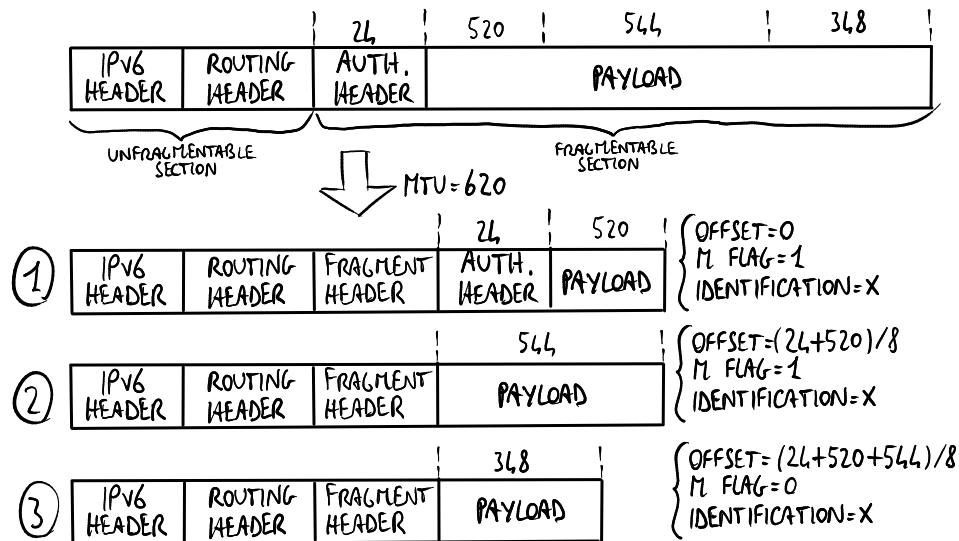 24 520 544 348
IPv6 HEADER
ROUTING HEADER
AUTH. HEADER
PAYLOAD
UNFRAGMENTABLE SECTION
FRAGMENTABLE SECTION
MTU=620
24 520
1
IPv6 HEADER
ROUTING HEADER
FRAGMENT HEADER
AUTH. HEADER
PAYLOAD
OFFSET=0
M FLAG=1
IDENTIFICATION=X
544
2
IPv6 HEADER
ROUTING HEADER
FRAGMENT HEADER
PAYLOAD
OFFSET=(24+520)/8
M FLAG=1
IDENTIFICATION=X
348
3
IPv6 HEADER
ROUTING HEADER
FRAGMENT HEADER
PAYLOAD
OFFSET=(24+520+544)/8
M FLAG=0
IDENTIFICATION=X